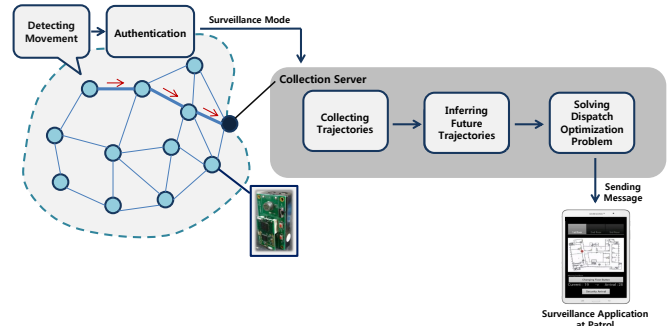 Detecting
Movement
Authentication
Surveillance Mode
Collection Server
Collecting
Trajectories
Inferring
Future
Trajectories
Solving
Dispatch
Optimization
Problem
Sending
Message
Surveillance Application
at Patrol